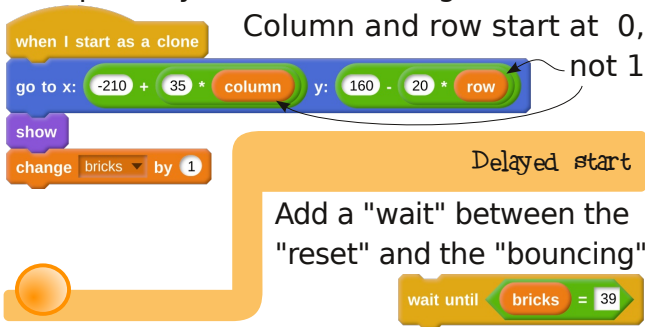 Column and row start at 0,
not 1
when I start as a clone
go to x: -210 + 35 * column y: 160 - 20 * row
show
change bricks by 1
Delayed start
Add a "wait" between the
"reset" and the "bouncing"
wait until bricks = 39